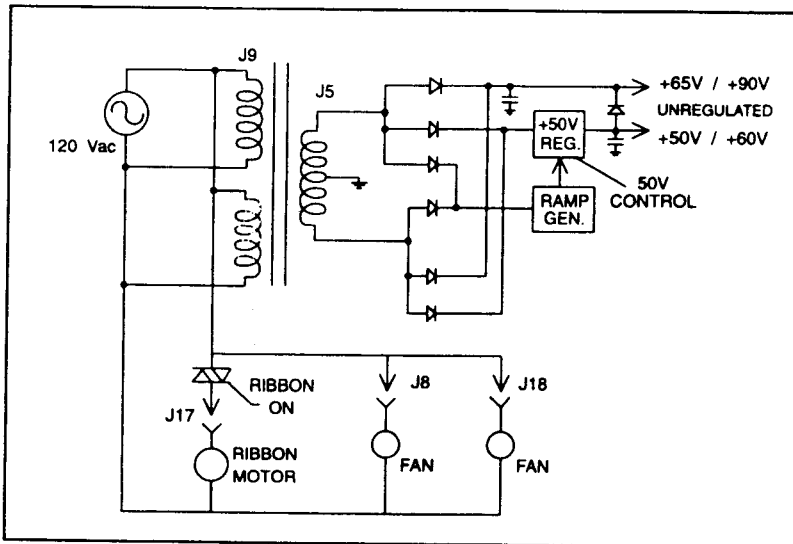 J9
J5
120 Vac
+65V / +90V
UNREGULATED
+50V / +60V
+50V
REG.
50V
CONTROL
RAMP
GEN.
RIBBON
ON
J17
J8
J18
RIBBON
MOTOR
FAN
FAN